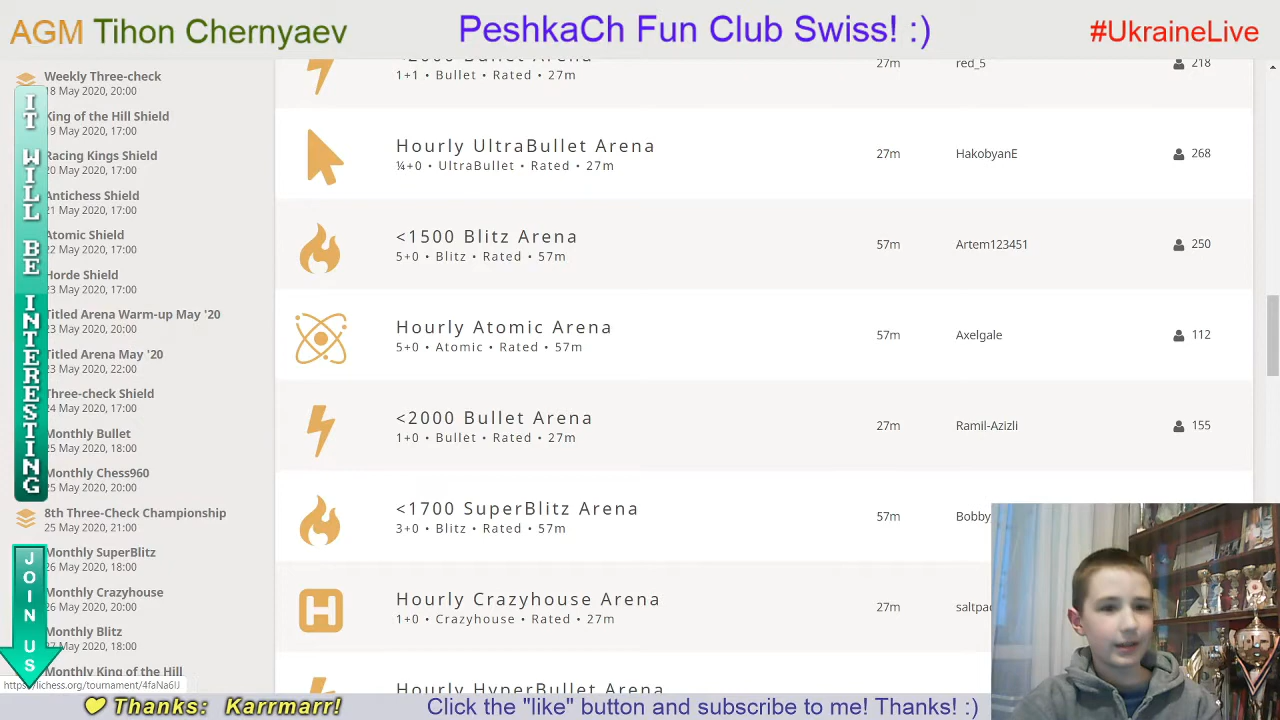 AGM Tihon Chernyaev
PeshkaCh Fun Club Swiss! :)
#UkraineLive
Weekly Three-check
18 May 2020, 20:00
King of the Hill Shield
19 May 2020, 17:00
Racing Kings Shield
20 May 2020, 17:00
Antichess Shield
21 May 2020, 17:00
Atomic Shield
22 May 2020, 17:00
Horde Shield
23 May 2020, 17:00
Titled Arena Warm-up May '20
23 May 2020, 20:00
Titled Arena May '20
23 May 2020, 22:00
Three-check Shield
24 May 2020, 17:00
Monthly Bullet
25 May 2020, 18:00
Monthly Chess960
25 May 2020, 20:00
8th Three-Check Championship
25 May 2020, 21:00
Monthly SuperBlitz
26 May 2020, 18:00
Monthly Crazyhouse
26 May 2020, 20:00
Monthly Blitz
27 May 2020, 18:00
Monthly King of the Hill
https://lichess.org/tournament/4faNa6IJ
IT WILL BE INTERESTING
JOIN US
<2000 Bullet Arena 27m red_5 218
1+1 • Bullet • Rated • 27m
Hourly UltraBullet Arena 27m HakobyanE 268
¼+0 • UltraBullet • Rated • 27m
<1500 Blitz Arena 57m Artem123451 250
5+0 • Blitz • Rated • 57m
Hourly Atomic Arena 57m Axelgale 112
5+0 • Atomic • Rated • 57m
<2000 Bullet Arena 27m Ramil-Azizli 155
1+0 • Bullet • Rated • 27m
<1700 SuperBlitz Arena 57m Bobby
3+0 • Blitz • Rated • 57m
H
Hourly Crazyhouse Arena 27m
1+0 • Crazyhouse • Rated • 27m
Hourly HyperBullet Arena
Thanks: Karrmarr!
Click the "like" button and subscribe to me! Thanks! :)